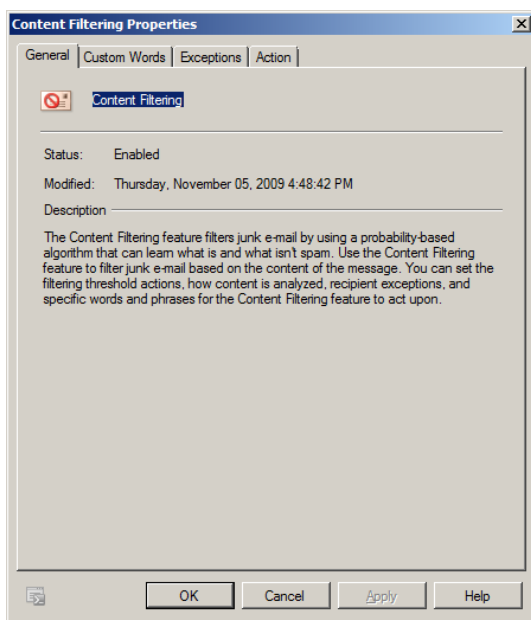 Content Filtering Properties
General Custom Words Exceptions Action
Content Filtering
Status: Enabled
Modified: Thursday, November 05, 2009 4:48:42 PM
Description
The Content Filtering feature filters junk e-mail by using a probability-based
algorithm that can learn what is and what isn't spam. Use the Content Filtering
feature to filter junk e-mail based on the content of the message. You can set the
filtering threshold actions, how content is analyzed, recipient exceptions, and
specific words and phrases for the Content Filtering feature to act upon.
OK Cancel Apply Help